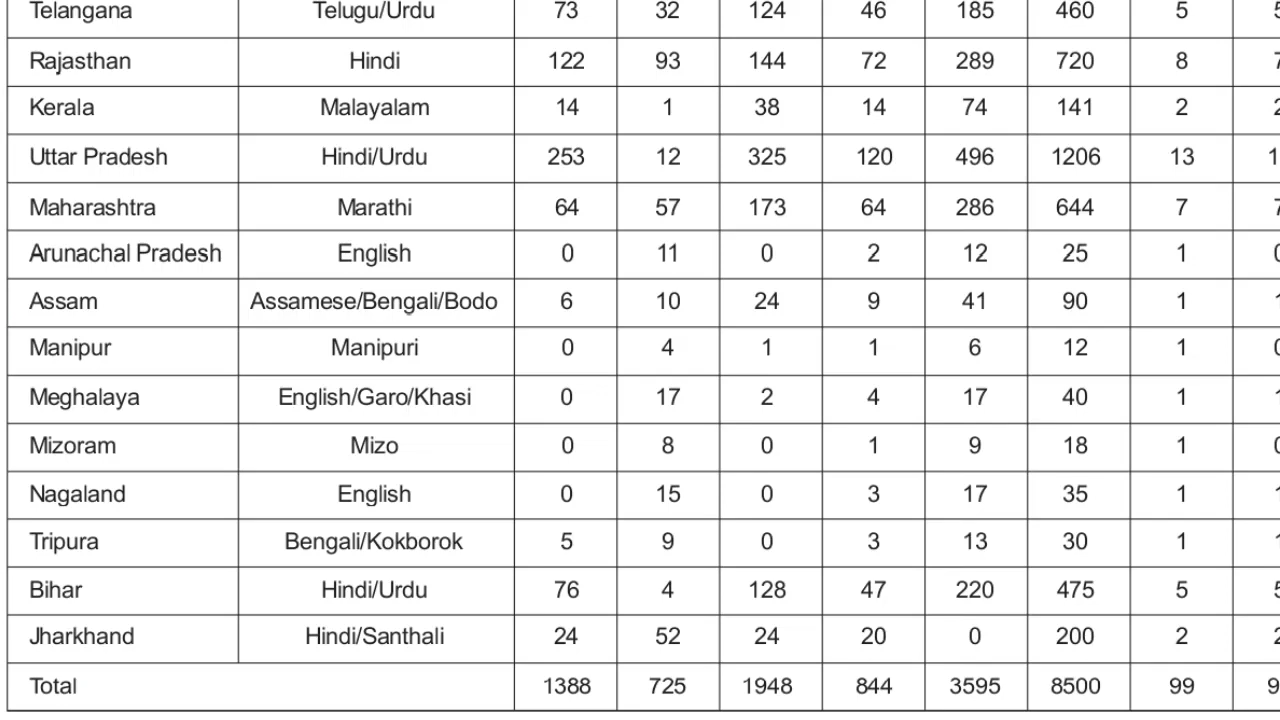 Telangana Telugu/Urdu 73 32 124 46 185 460 5
Rajasthan Hindi 122 93 144 72 289 720 8
Kerala Malayalam 14 1 38 14 74 141 2
Uttar Pradesh Hindi/Urdu 253 12 325 120 496 1206 13
Maharashtra Marathi 64 57 173 64 286 644 7
Arunachal Pradesh English 0 11 0 2 12 25 1
Assam Assamese/Bengali/Bodo 6 10 24 9 41 90 1
Manipur Manipuri 0 4 1 1 6 12 1
Meghalaya English/Garo/Khasi 0 17 2 4 17 40 1
Mizoram Mizo 0 8 0 1 9 18 1
Nagaland English 0 15 0 3 17 35 1
Tripura Bengali/Kokborok 5 9 0 3 13 30 1
Bihar Hindi/Urdu 76 4 128 47 220 475 5
Jharkhand Hindi/Santhali 24 52 24 20 0 200 2
Total 1388 725 1948 844 3595 8500 99